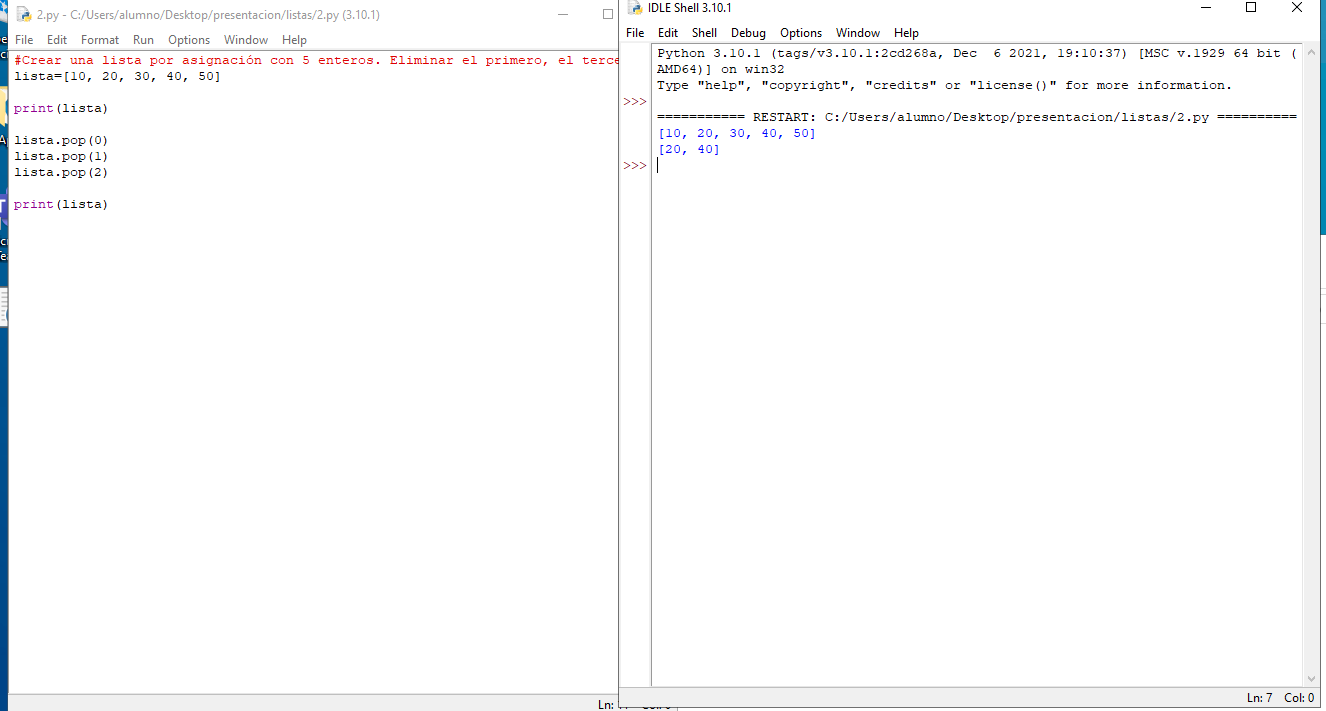 2.py - C:/Users/alumno/Desktop/presentacion/listas/2.py (3.10.1)
File Edit Format Run Options Window Help
#Crear una lista por asignación con 5 enteros. Eliminar el primero, el
lista=[10, 20, 30, 40, 50]
print(lista)
lista.pop(0)
lista.pop(1)
lista.pop(2)
print(lista)
Ln:
IDLE Shell 3.10.1
File Edit Shell Debug Options Window Help
Python 3.10.1 (tags/v3.10.1:2cd268a, Dec  6 2021, 19:10:37) [MSC v.1929 64 bit (
AMD64)] on win32
Type "help", "copyright", "credits" or "license()" for more information.
>>>
=========== RESTART: C:/Users/alumno/Desktop/presentacion/listas/2.py ==========
[10, 20, 30, 40, 50]
[20, 40]
>>>
Ln: 7 Col: 0